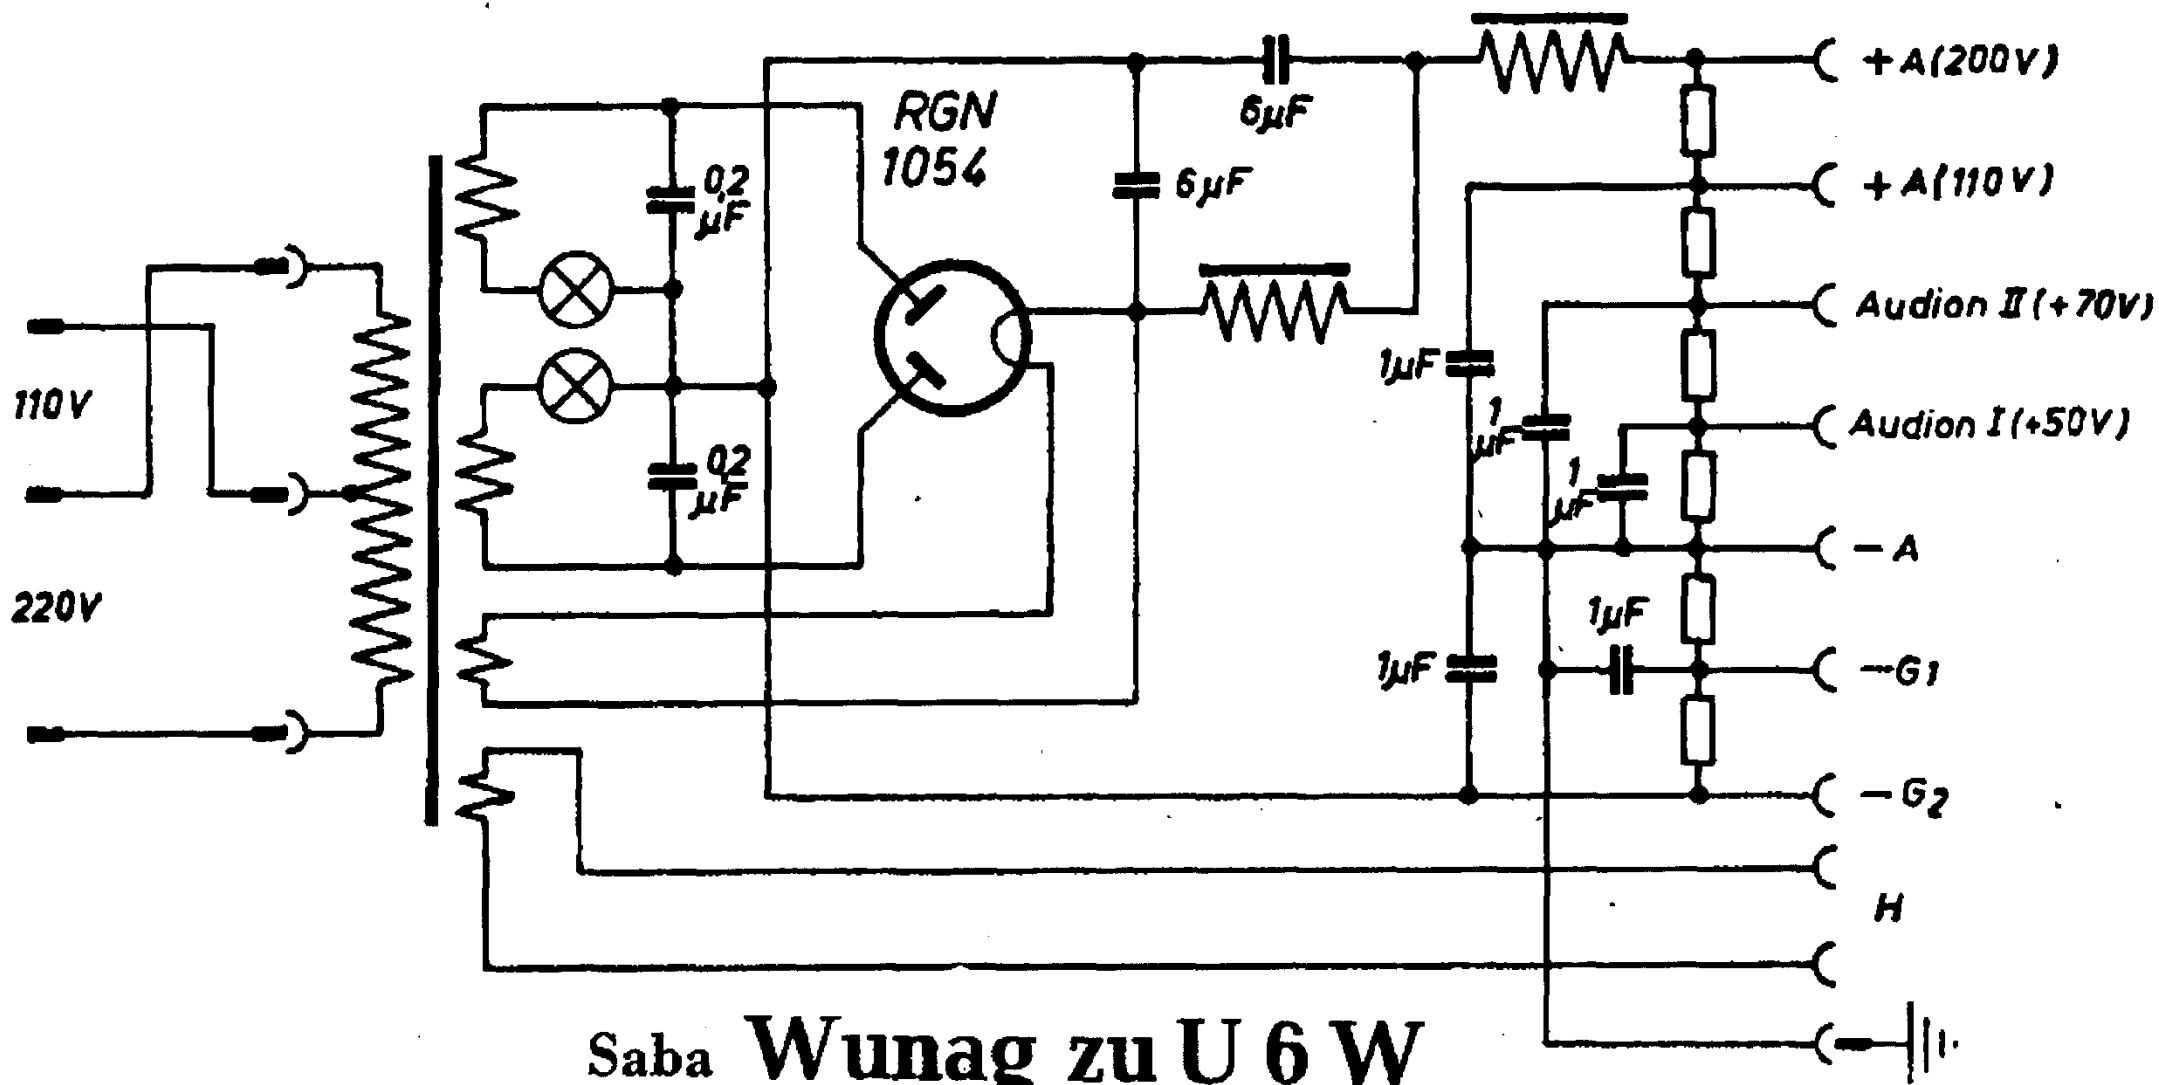 + A (200V)
6µF
RGN
1054
0,2
µF
6µF
+ A (110V)
Audion II (+70V)
1µF
110V
1
µF
Audion I (+50V)
0,2
µF
1
µF
- A
220V
1µF
1µF
-G1
-G2
H
Saba Wunag zu U 6 W